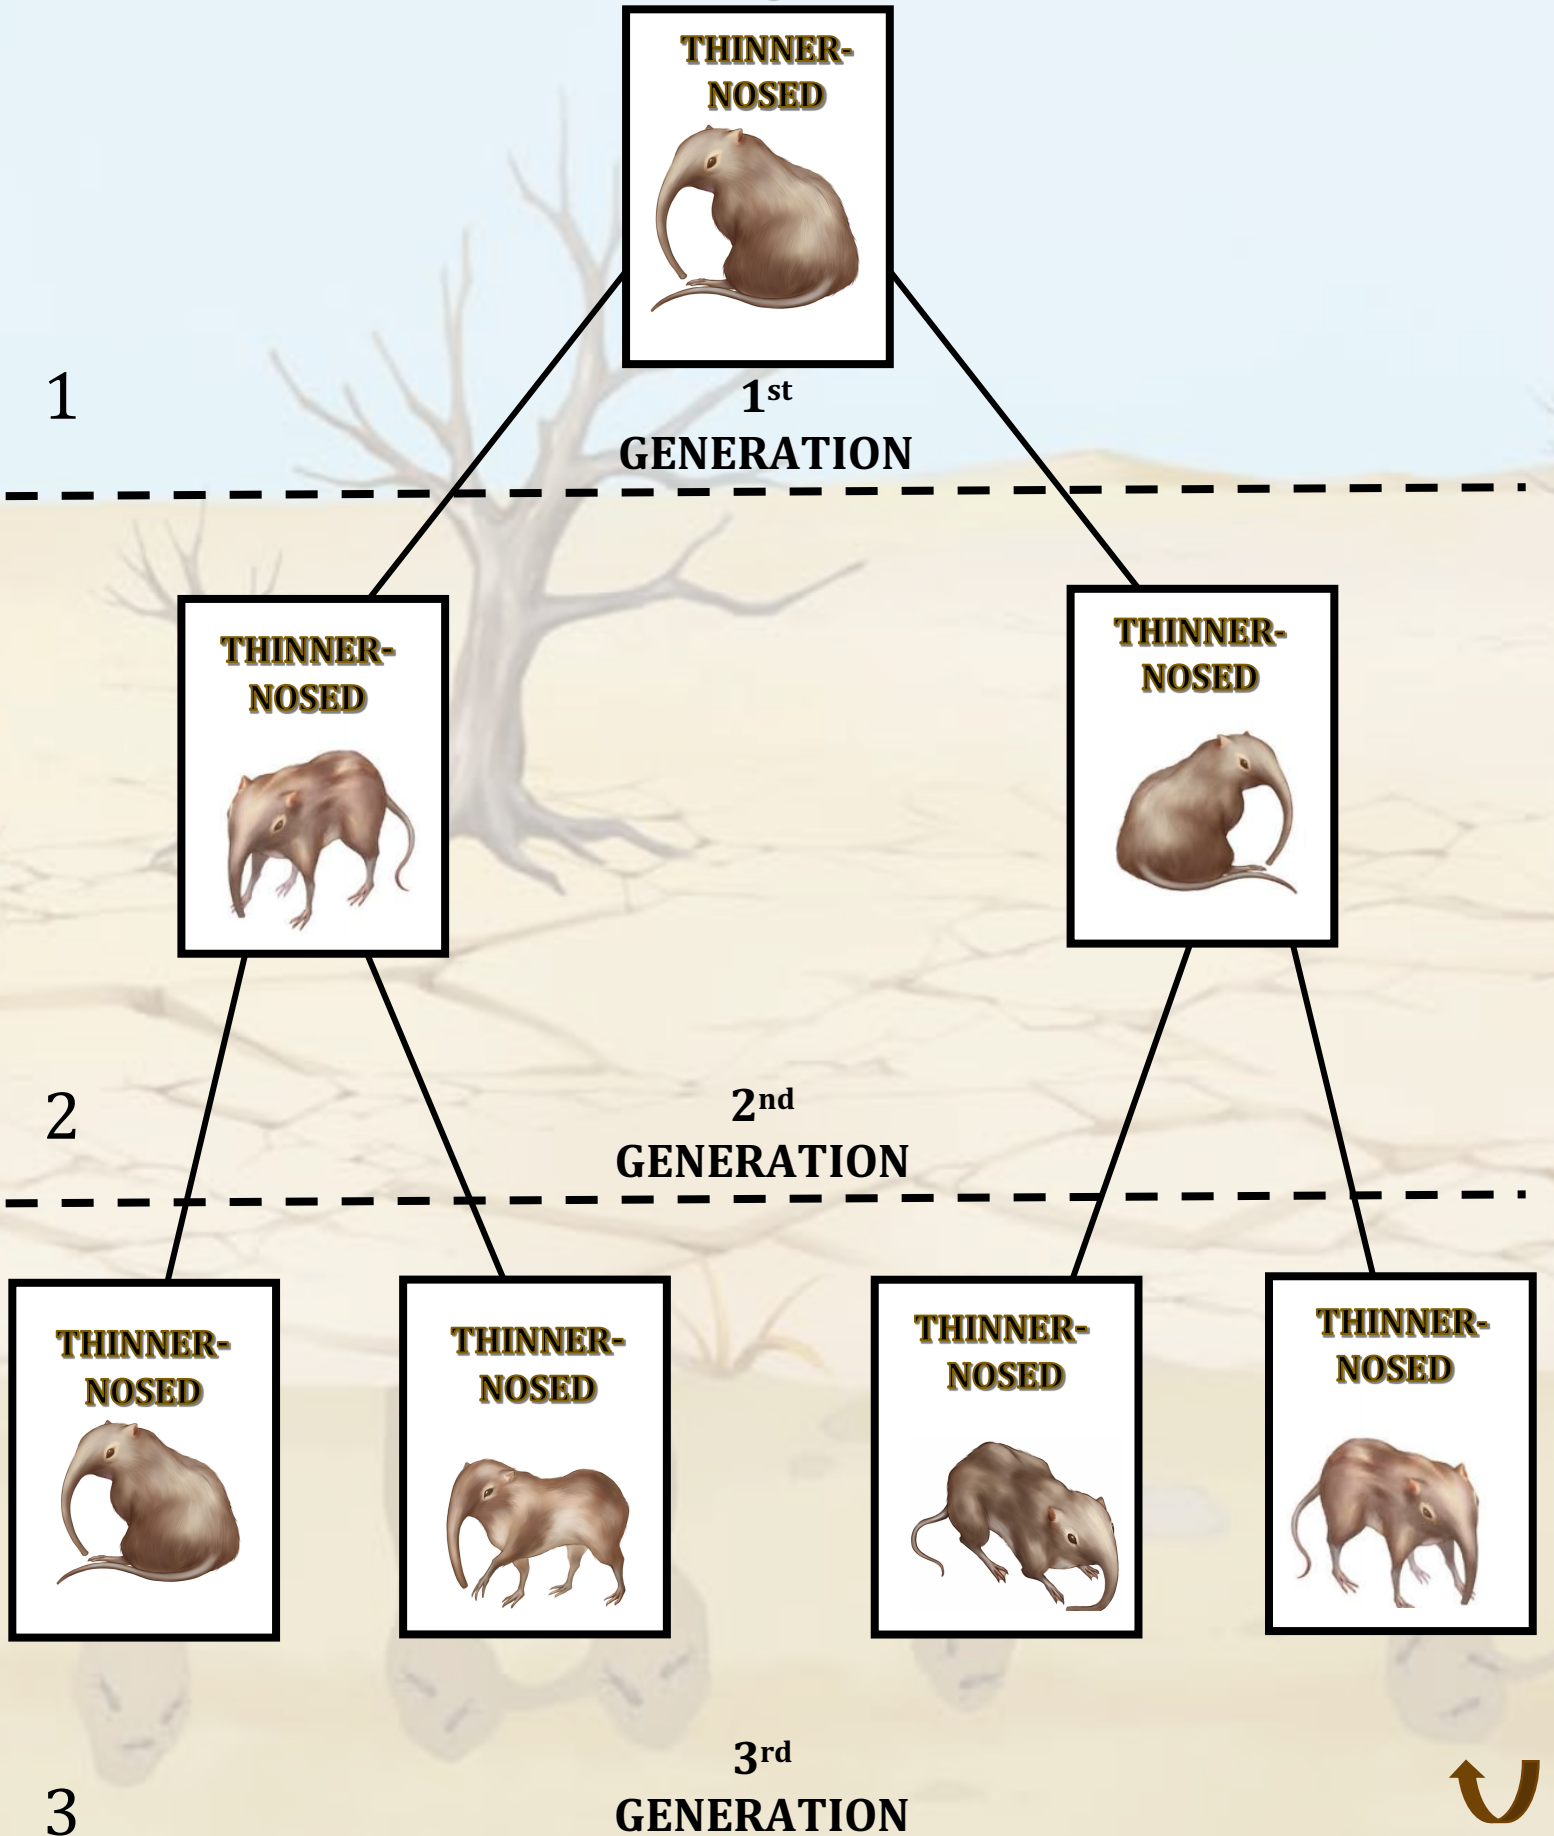 THINNER-
NOSED
1
1st
GENERATION
THINNER-
NOSED
THINNER-
NOSED
2
2nd
GENERATION
THINNER-
NOSED
THINNER-
NOSED
THINNER-
NOSED
THINNER-
NOSED
3
3rd
GENERATION